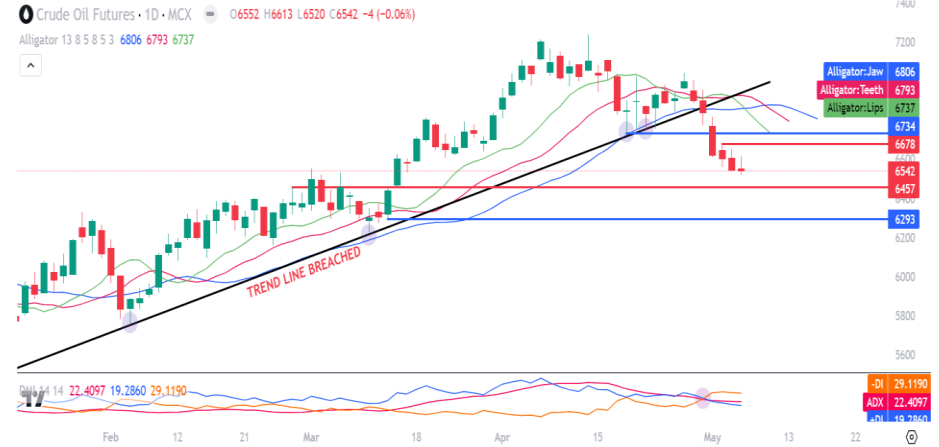 Crude Oil Futures · 1D · MCX O6552 H6613 L6520 C6542 −4 (−0.06%)
Alligator 13 8 5 8 5 3 6806 6793 6737
7400
7200
Alligator:Jaw 6806
Alligator:Teeth 6793
Alligator:Lips 6737
6734
6678
6600
6542
6457
6400
6293
6200
TREND LINE BREACHED
6000
5800
5600
14 14 22.4097 19.2860 29.1190
-DI 29.1190
ADX 22.4097
+DI 19.2860
Feb 12 21 Mar 18 Apr 15 May 13 22